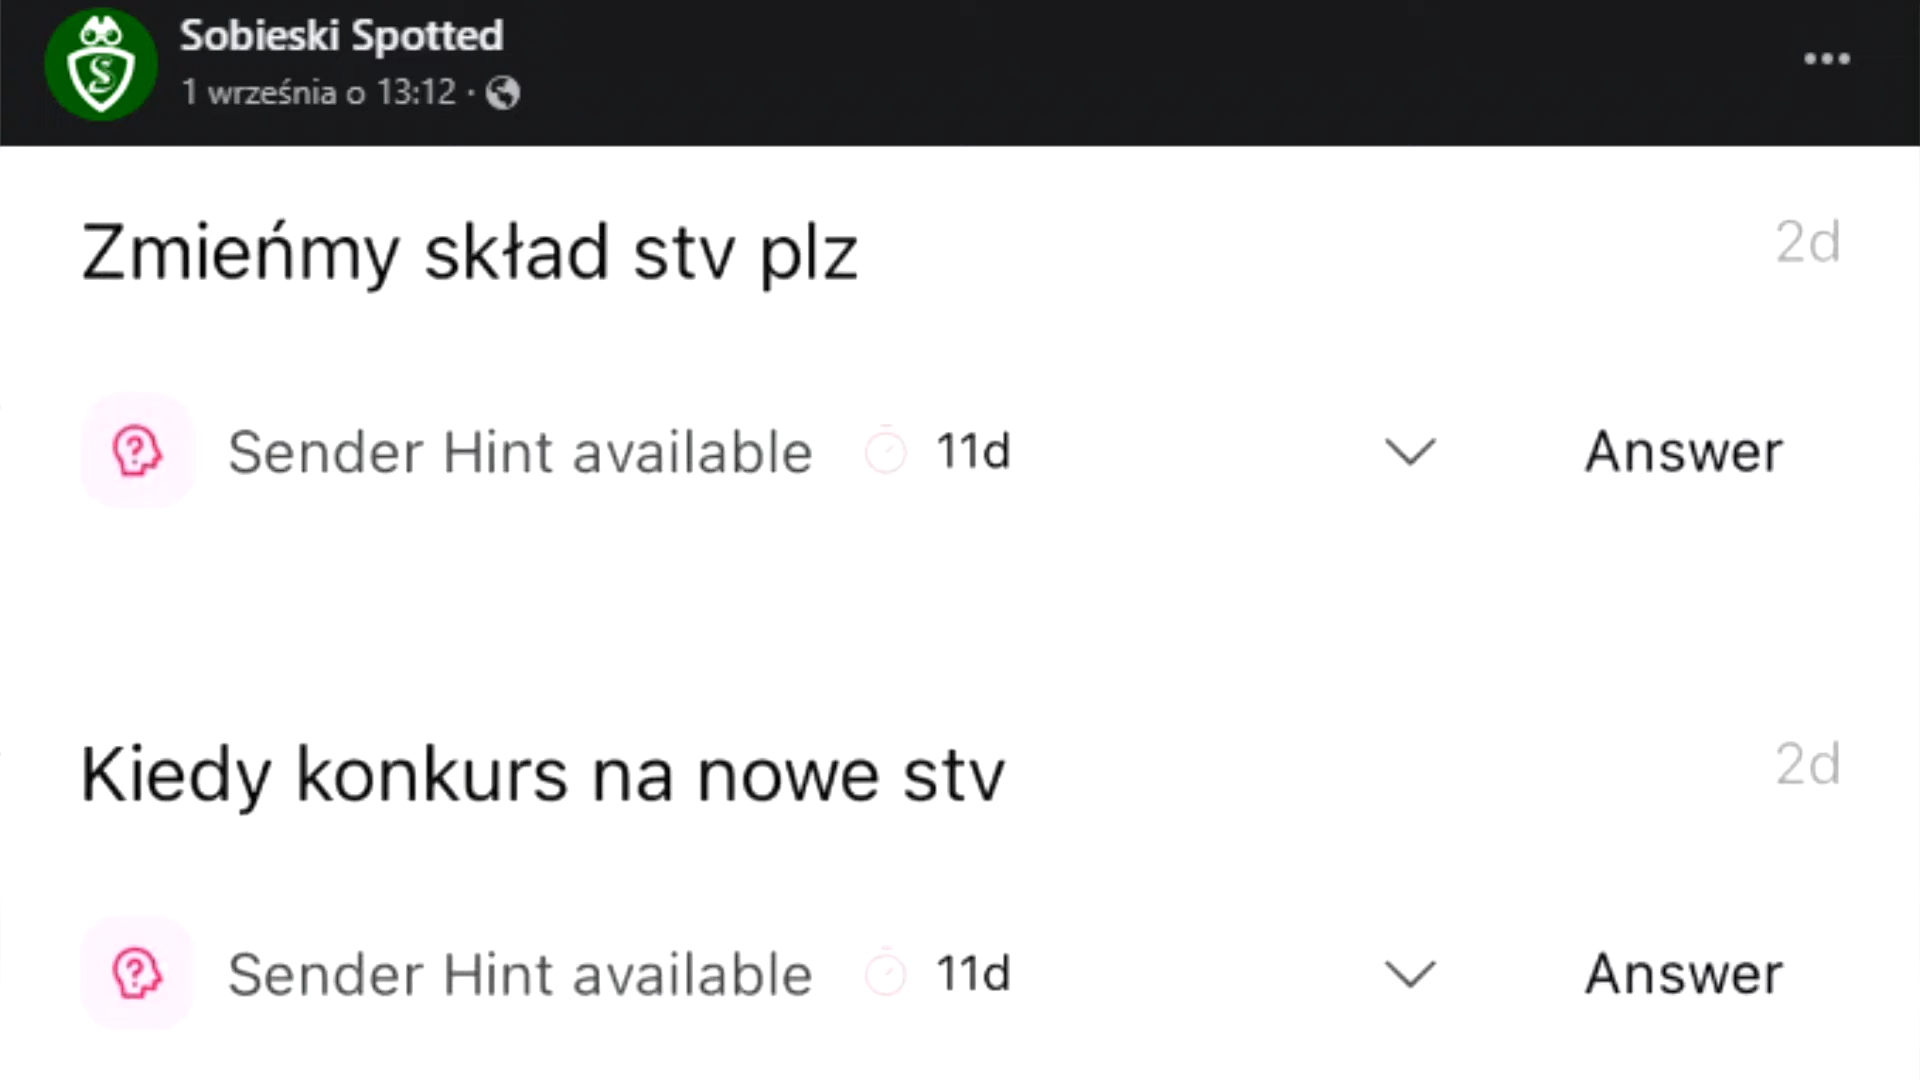 Sobieski Spotted
1 września o 13:12 ·
Zmieńmy skład stv plz
2d
Sender Hint available 11d
Answer
Kiedy konkurs na nowe stv
2d
Sender Hint available 11d
Answer